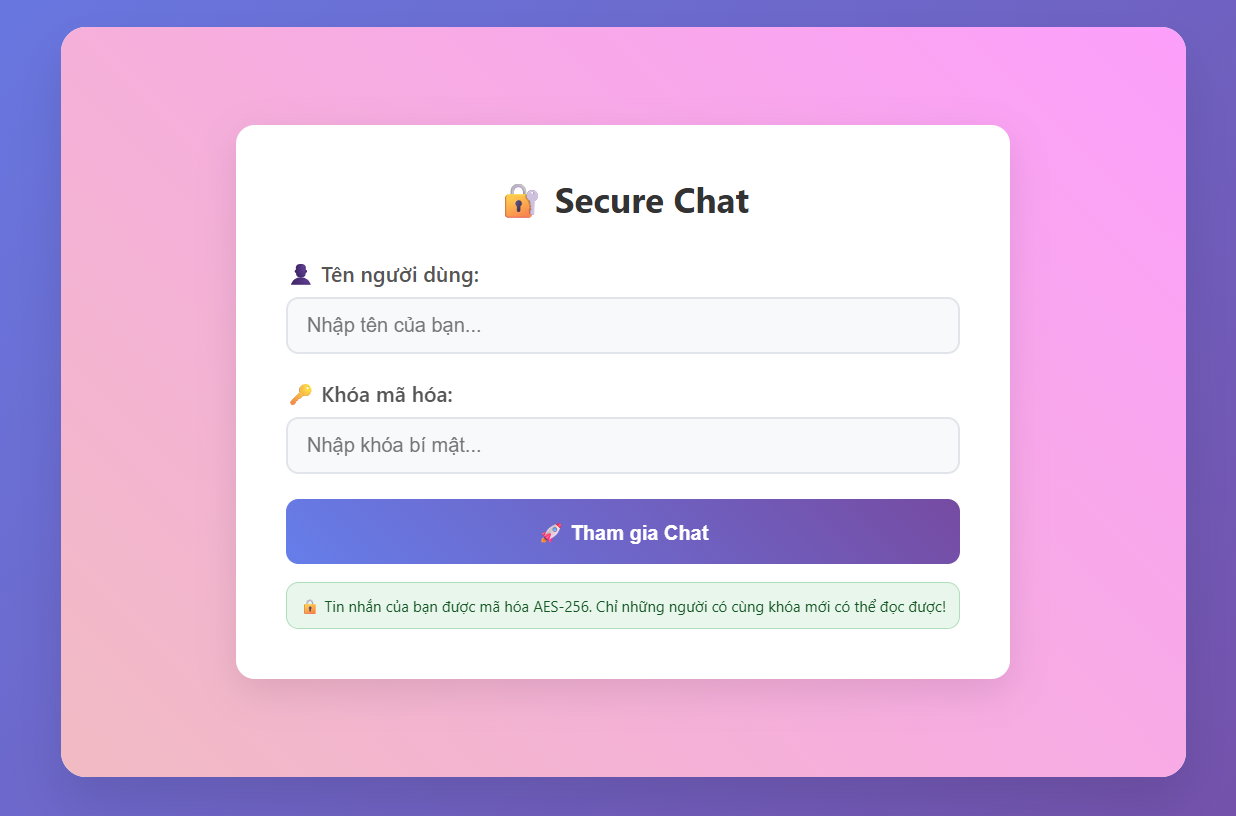 🔐 Secure Chat
👤 Tên người dùng:
Nhập tên của bạn...
🔑 Khóa mã hóa:
Nhập khóa bí mật...
🚀 Tham gia Chat
🔒 Tin nhắn của bạn được mã hóa AES-256. Chỉ những người có cùng khóa mới có thể đọc được!